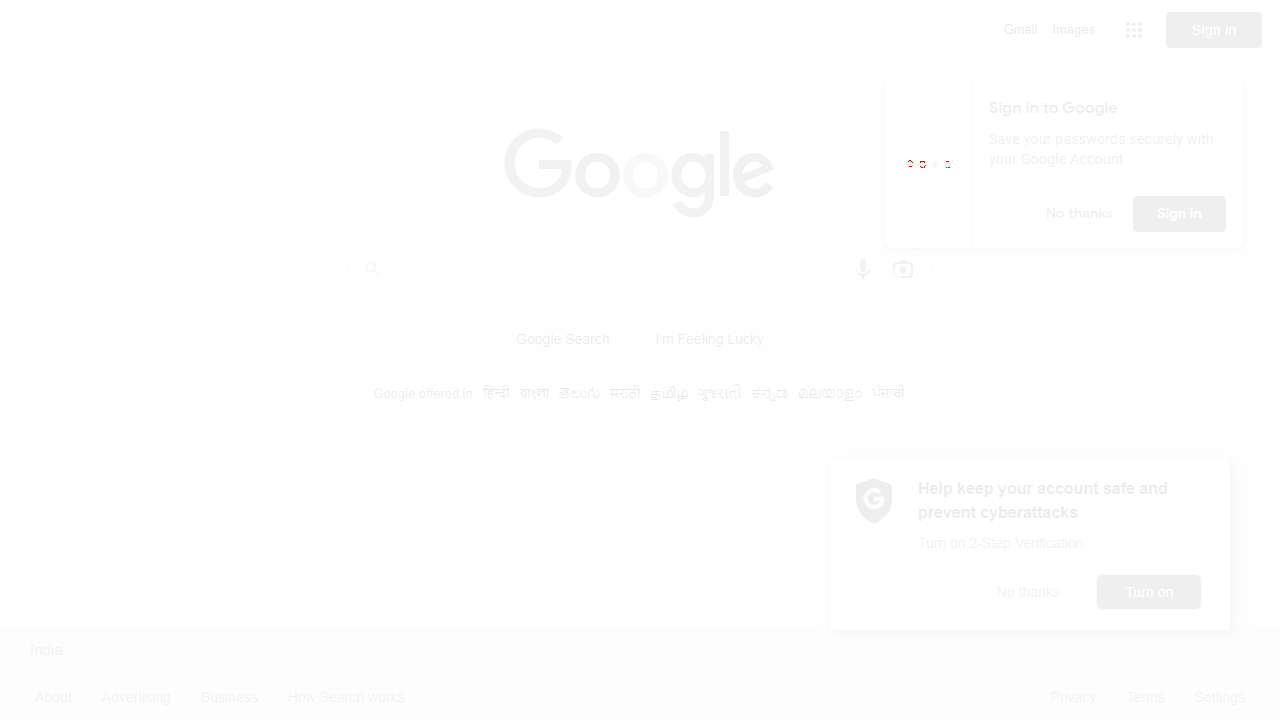 Gmail Images Sign in
Sign in to Google
Save your passwords securely with
your Google Account
No thanks Sign in
Google
Google Search I'm Feeling Lucky
Google offered in हिन्दी বাংলা తెలుగు मराठी தமிழ் ગુજરાતી ಕನ್ನಡ മലയാളം ਪੰਜਾਬੀ
Help keep your account safe and
prevent cyberattacks
Turn on 2-Step Verification
No thanks Turn on
India
About Advertising Business How Search works Privacy Terms Settings